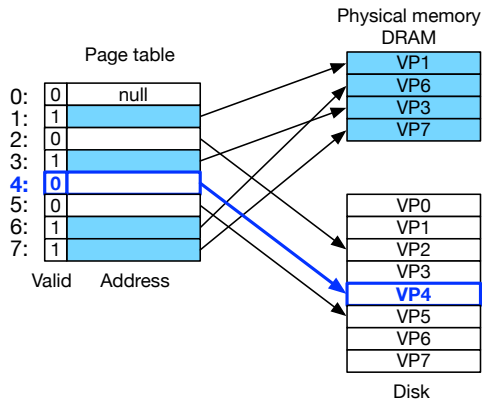 Physical memory
DRAM
Page table
0: 0 null
1: 1
2: 0
3: 1
4: 0
5: 0
6: 1
7: 1
Valid Address
VP1
VP6
VP3
VP7
VP0
VP1
VP2
VP3
VP4
VP5
VP6
VP7
Disk